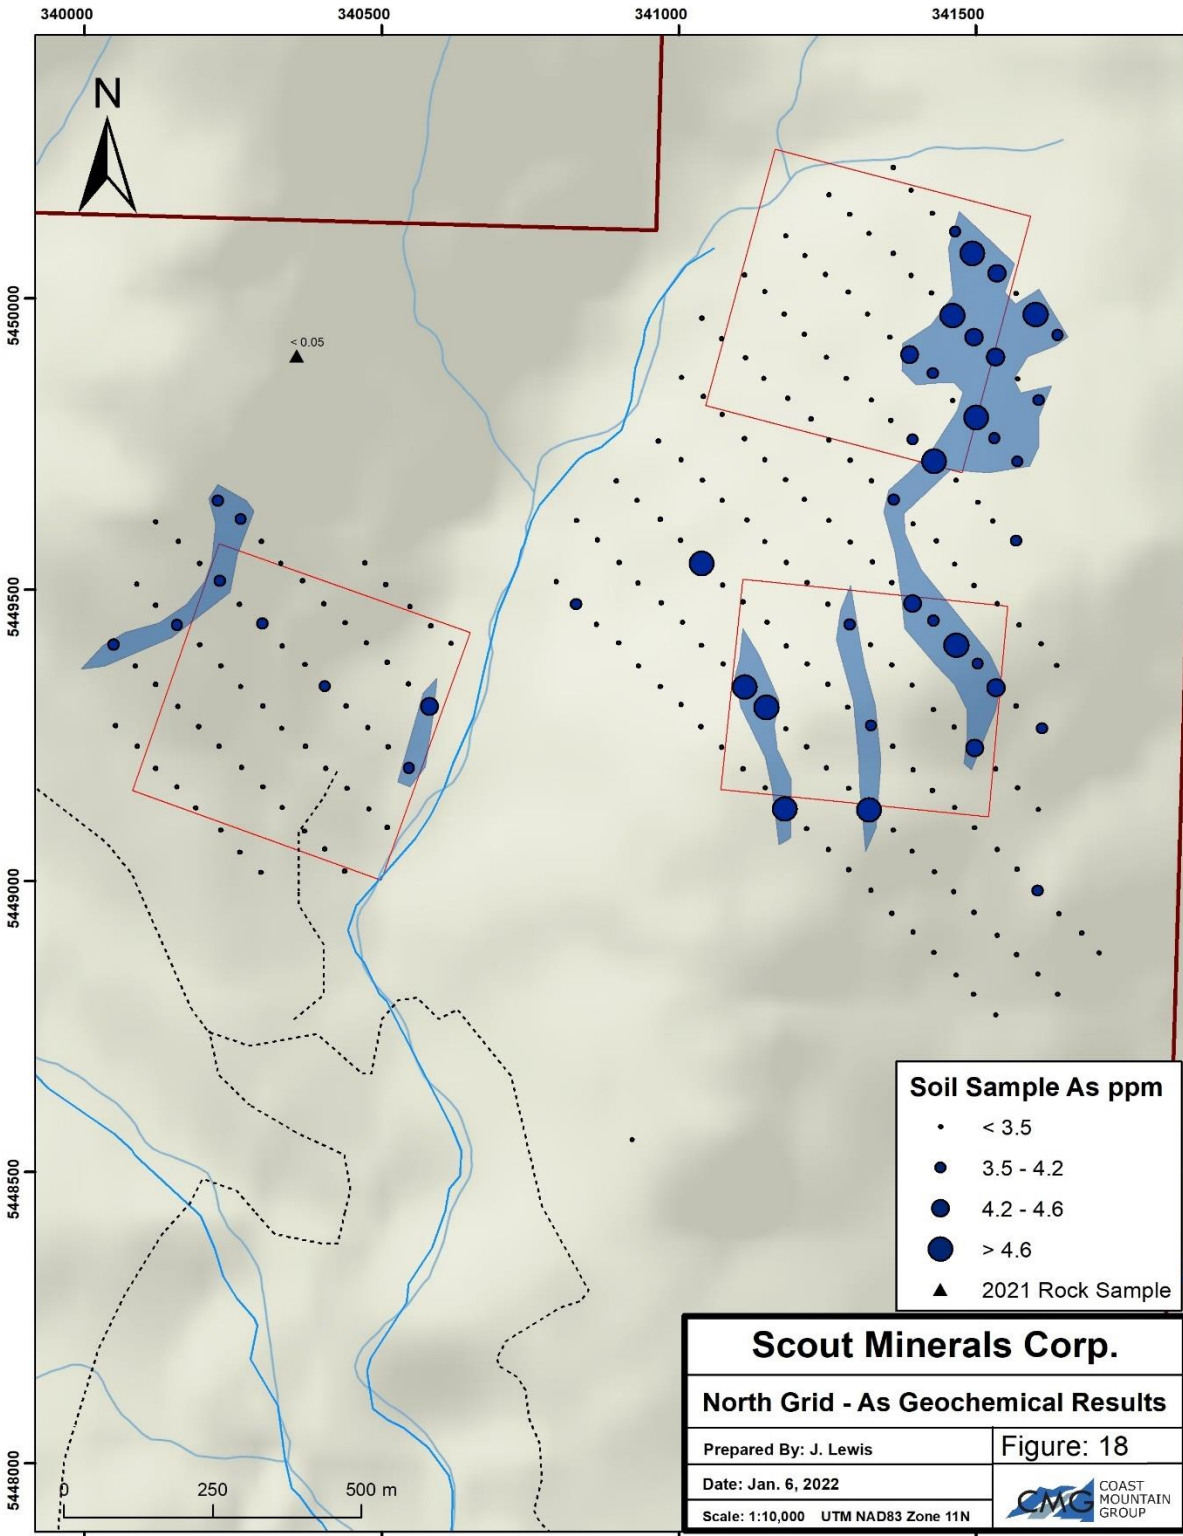 340000 340500 341000 341500
N
5450000
< 0.05
5449500
5449000
5448500
5448000
Soil Sample As ppm
< 3.5
3.5 - 4.2
4.2 - 4.6
> 4.6
2021 Rock Sample
Scout Minerals Corp.
North Grid - As Geochemical Results
Prepared By: J. Lewis
Figure: 18
Date: Jan. 6, 2022
Scale: 1:10,000 UTM NAD83 Zone 11N
CMG
COAST
MOUNTAIN
GROUP
0 250 500 m